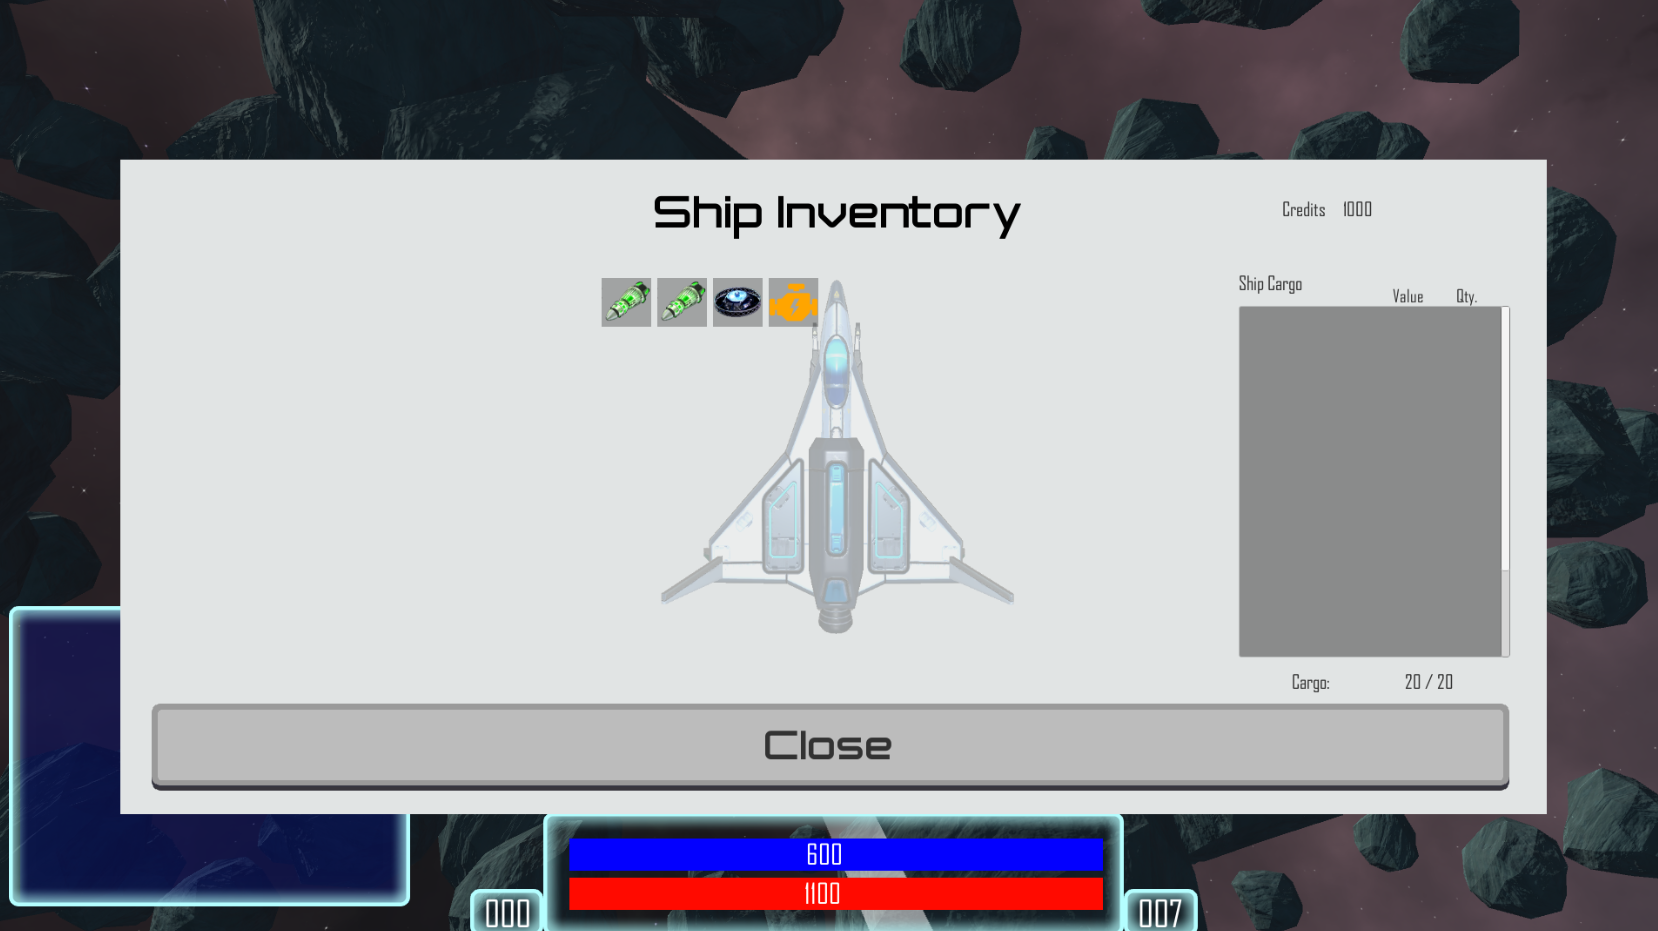 Ship Inventory
Credits 1000
Ship Cargo
Value Qty.
Cargo: 20 / 20
Close
600
1100
000
007